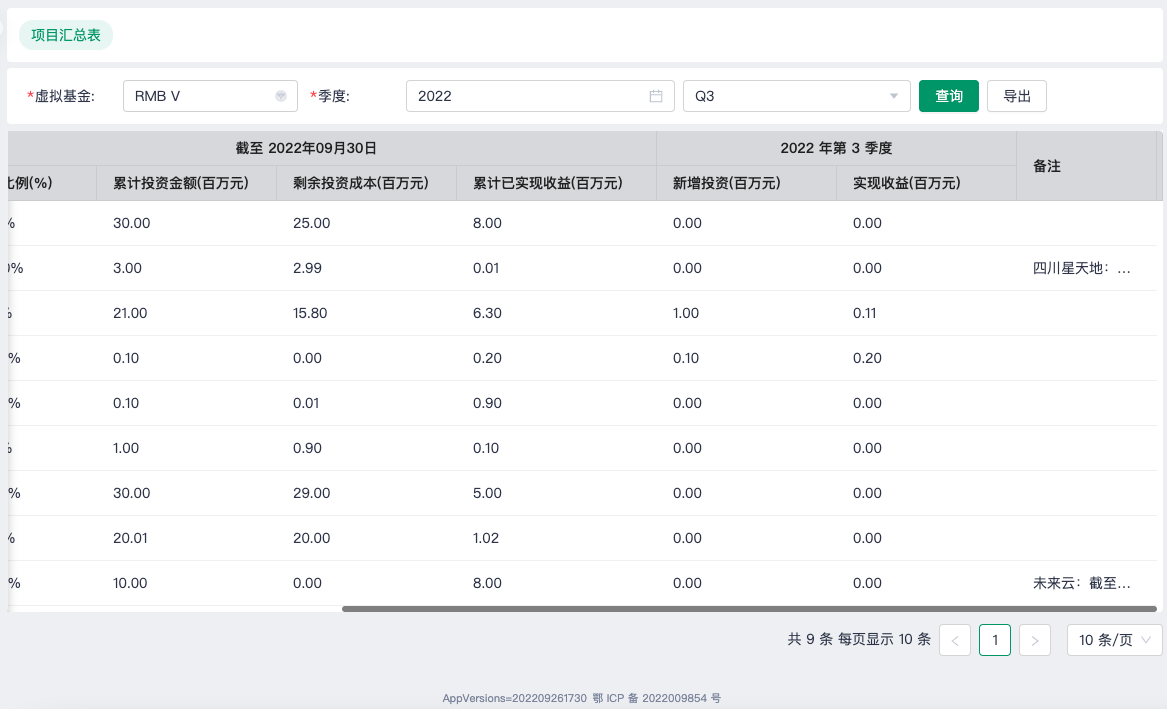 项目汇总表
*虚拟基金: RMB V *季度: 2022 Q3 查询 导出
截至 2022年09月30日 2022 年第 3 季度 备注
比例(%) 累计投资金额(百万元) 剩余投资成本(百万元) 累计已实现收益(百万元) 新增投资(百万元) 实现收益(百万元)
% 30.00 25.00 8.00 0.00 0.00
0% 3.00 2.99 0.01 0.00 0.00 四川星天地：...
% 21.00 15.80 6.30 1.00 0.11
% 0.10 0.00 0.20 0.10 0.20
% 0.10 0.01 0.90 0.00 0.00
% 1.00 0.90 0.10 0.00 0.00
% 30.00 29.00 5.00 0.00 0.00
% 20.01 20.00 1.02 0.00 0.00
% 10.00 0.00 8.00 0.00 0.00 未来云：截至...
共 9 条 每页显示 10 条 < 1 > 10 条/页
AppVersions=202209261730 鄂 ICP 备 2022009854 号